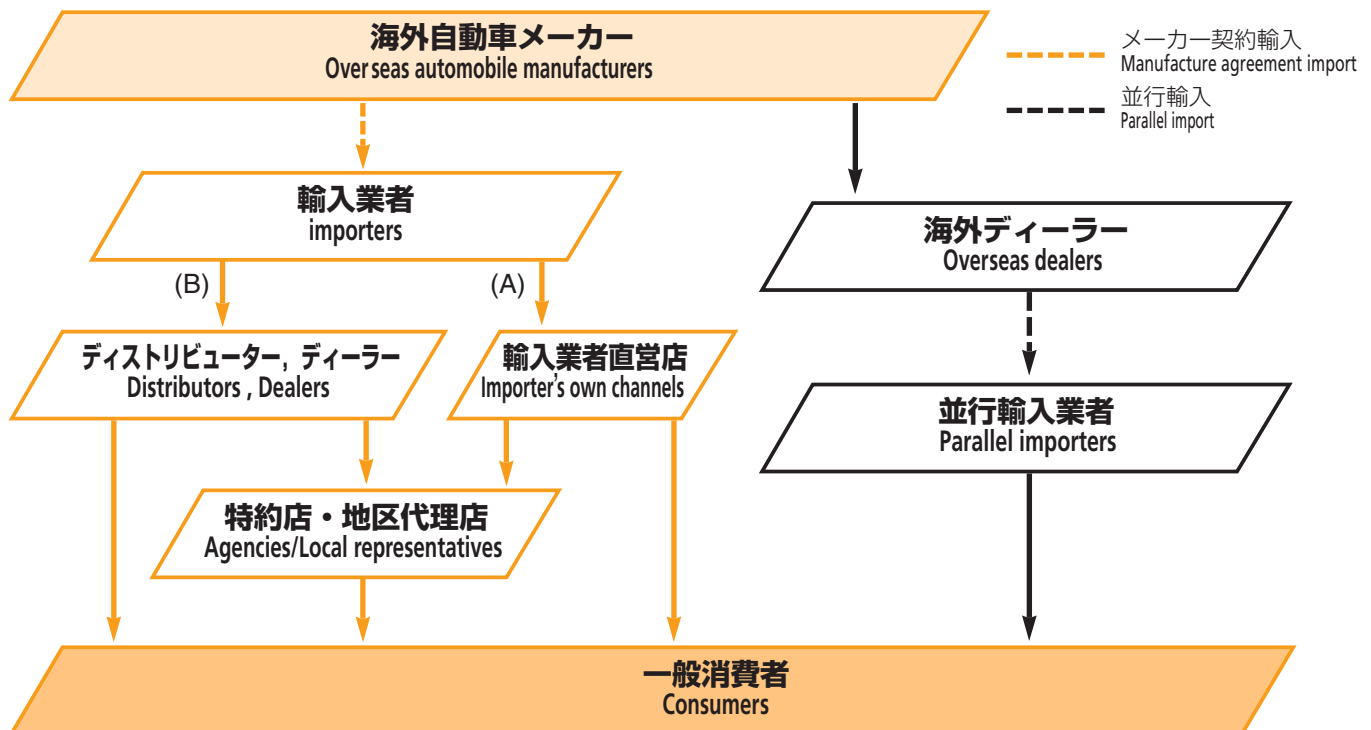 海外自動車メーカー
Overseas automobile manufacturers
メーカー契約輸入
Manufacture agreement import
並行輸入
Parallel import
輸入業者
importers
海外ディーラー
Overseas dealers
(B)
(A)
ディストリビューター, ディーラー
Distributors , Dealers
輸入業者直営店
Importer's own channels
並行輸入業者
Parallel importers
特約店・地区代理店
Agencies/Local representatives
一般消費者
Consumers